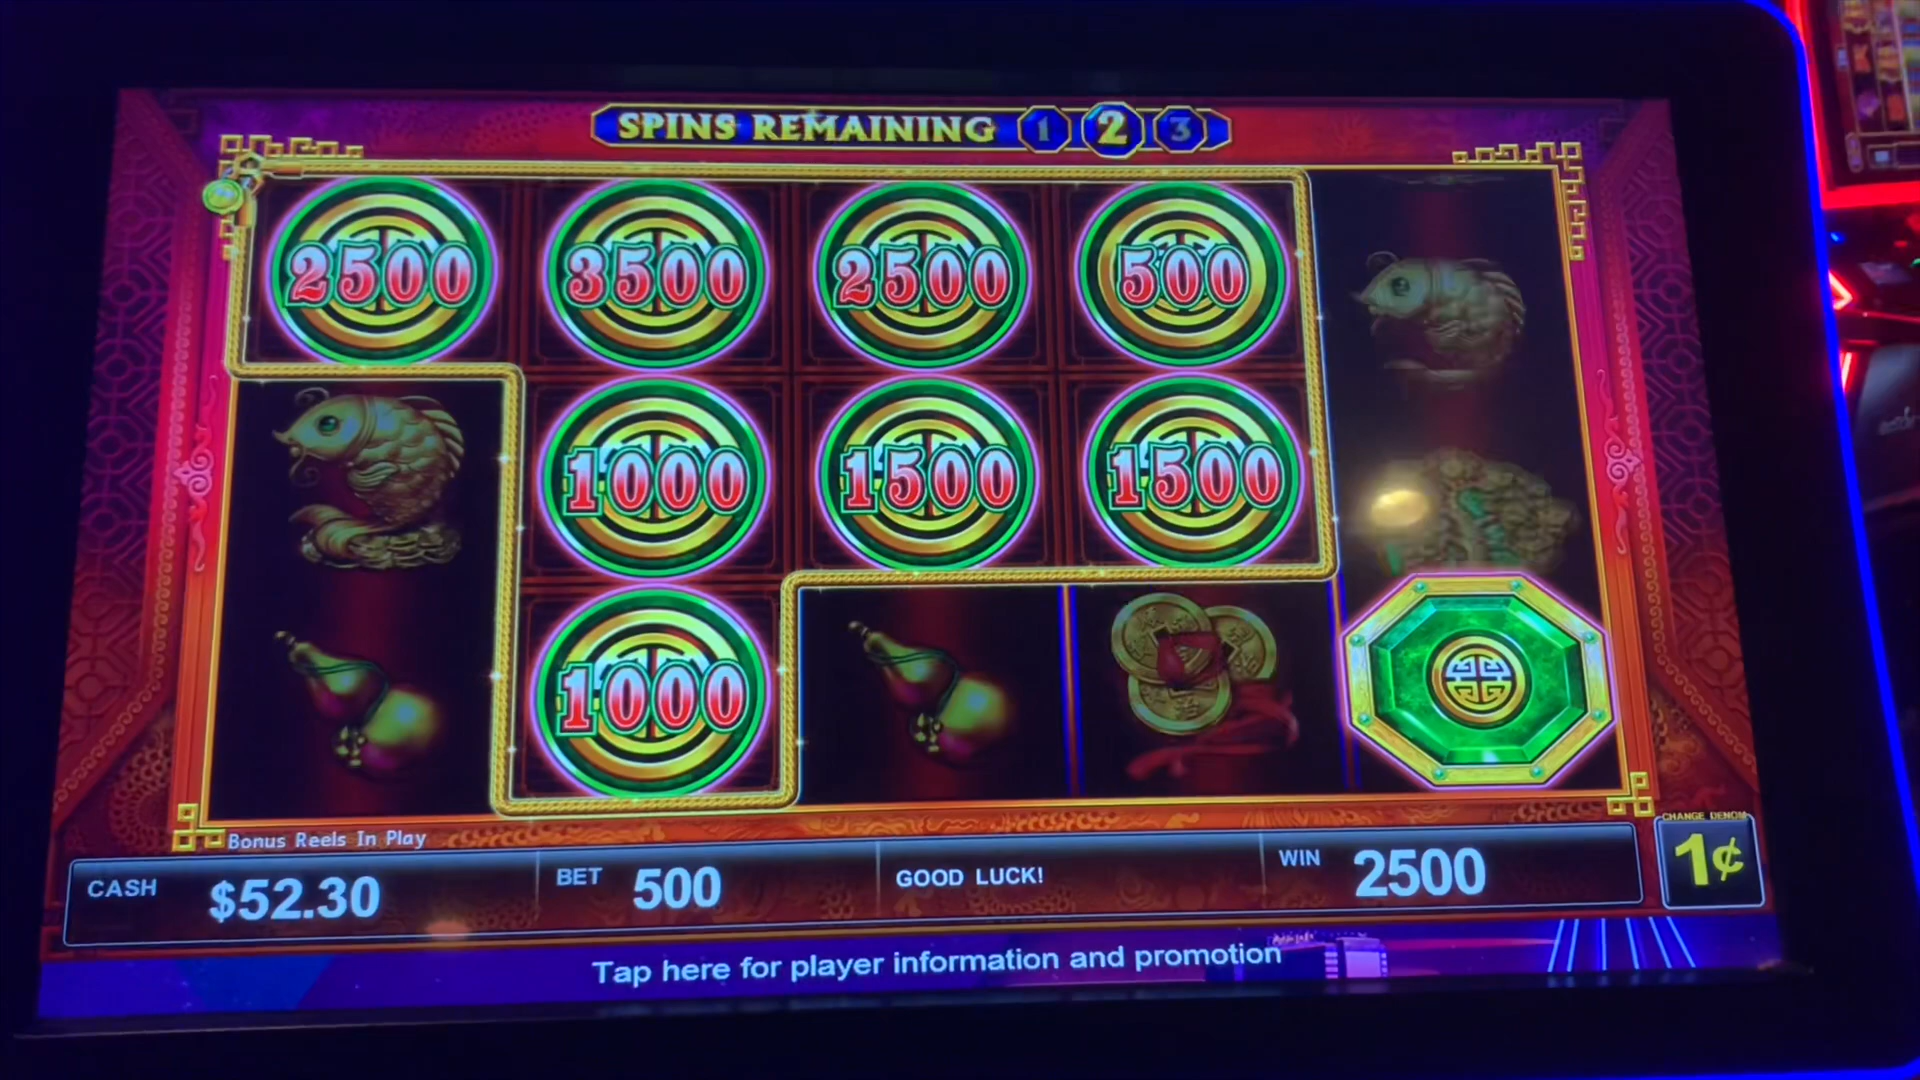 SPINS REMAINING 1 2 3
2500 3500 2500 500
1000 1500 1500
1000
Bonus Reels In Play
CHANGE DENOM
1¢
CASH $52.30 BET 500 GOOD LUCK! WIN 2500
Tap here for player information and promotion